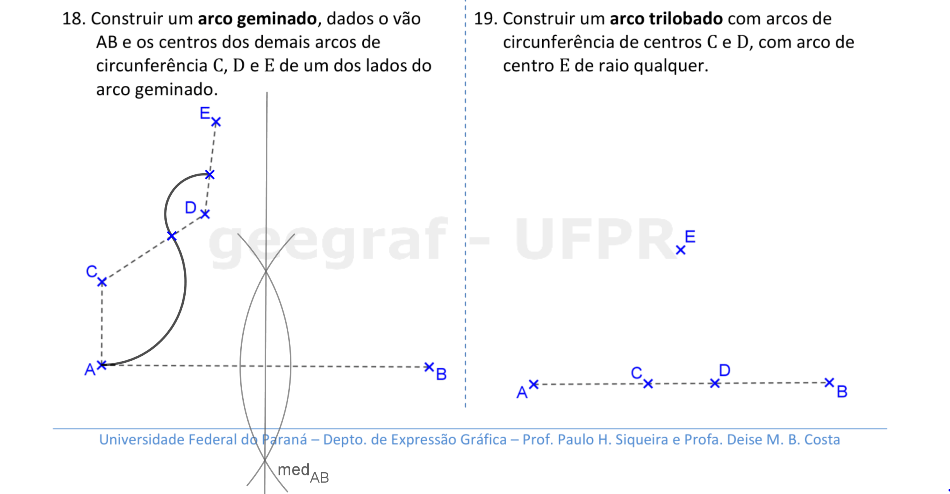 18. Construir um arco geminado, dados o vão
AB e os centros dos demais arcos de
circunferência C, D e E de um dos lados do
arco geminado.
E
D
C
A
B
med AB
19. Construir um arco trilobado com arcos de
circunferência de centros C e D, com arco de
centro E de raio qualquer.
E
C
D
A
B
geegraf - UFPR
Universidade Federal do Paraná – Depto. de Expressão Gráfica – Prof. Paulo H. Siqueira e Profa. Deise M. B. Costa